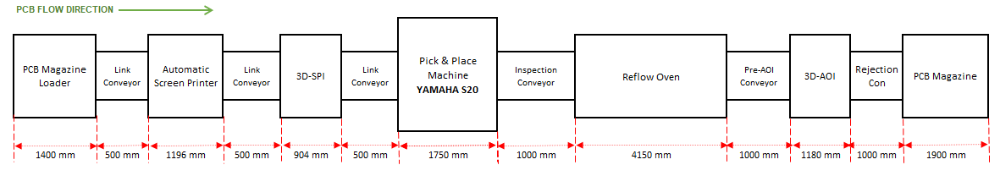 PCB FLOW DIRECTION
PCB Magazine
Loader
Link
Conveyor
Automatic
Screen Printer
Link
Conveyor
3D-SPI
Link
Conveyor
Pick & Place
Machine
YAMAHA S20
Inspection
Conveyor
Reflow Oven
Pre-AOI
Conveyor
3D-AOI
Rejection
Con
PCB Magazine
1400 mm
500 mm
1196 mm
500 mm
904 mm
500 mm
1750 mm
1000 mm
4150 mm
1000 mm
1180 mm
1000 mm
1900 mm